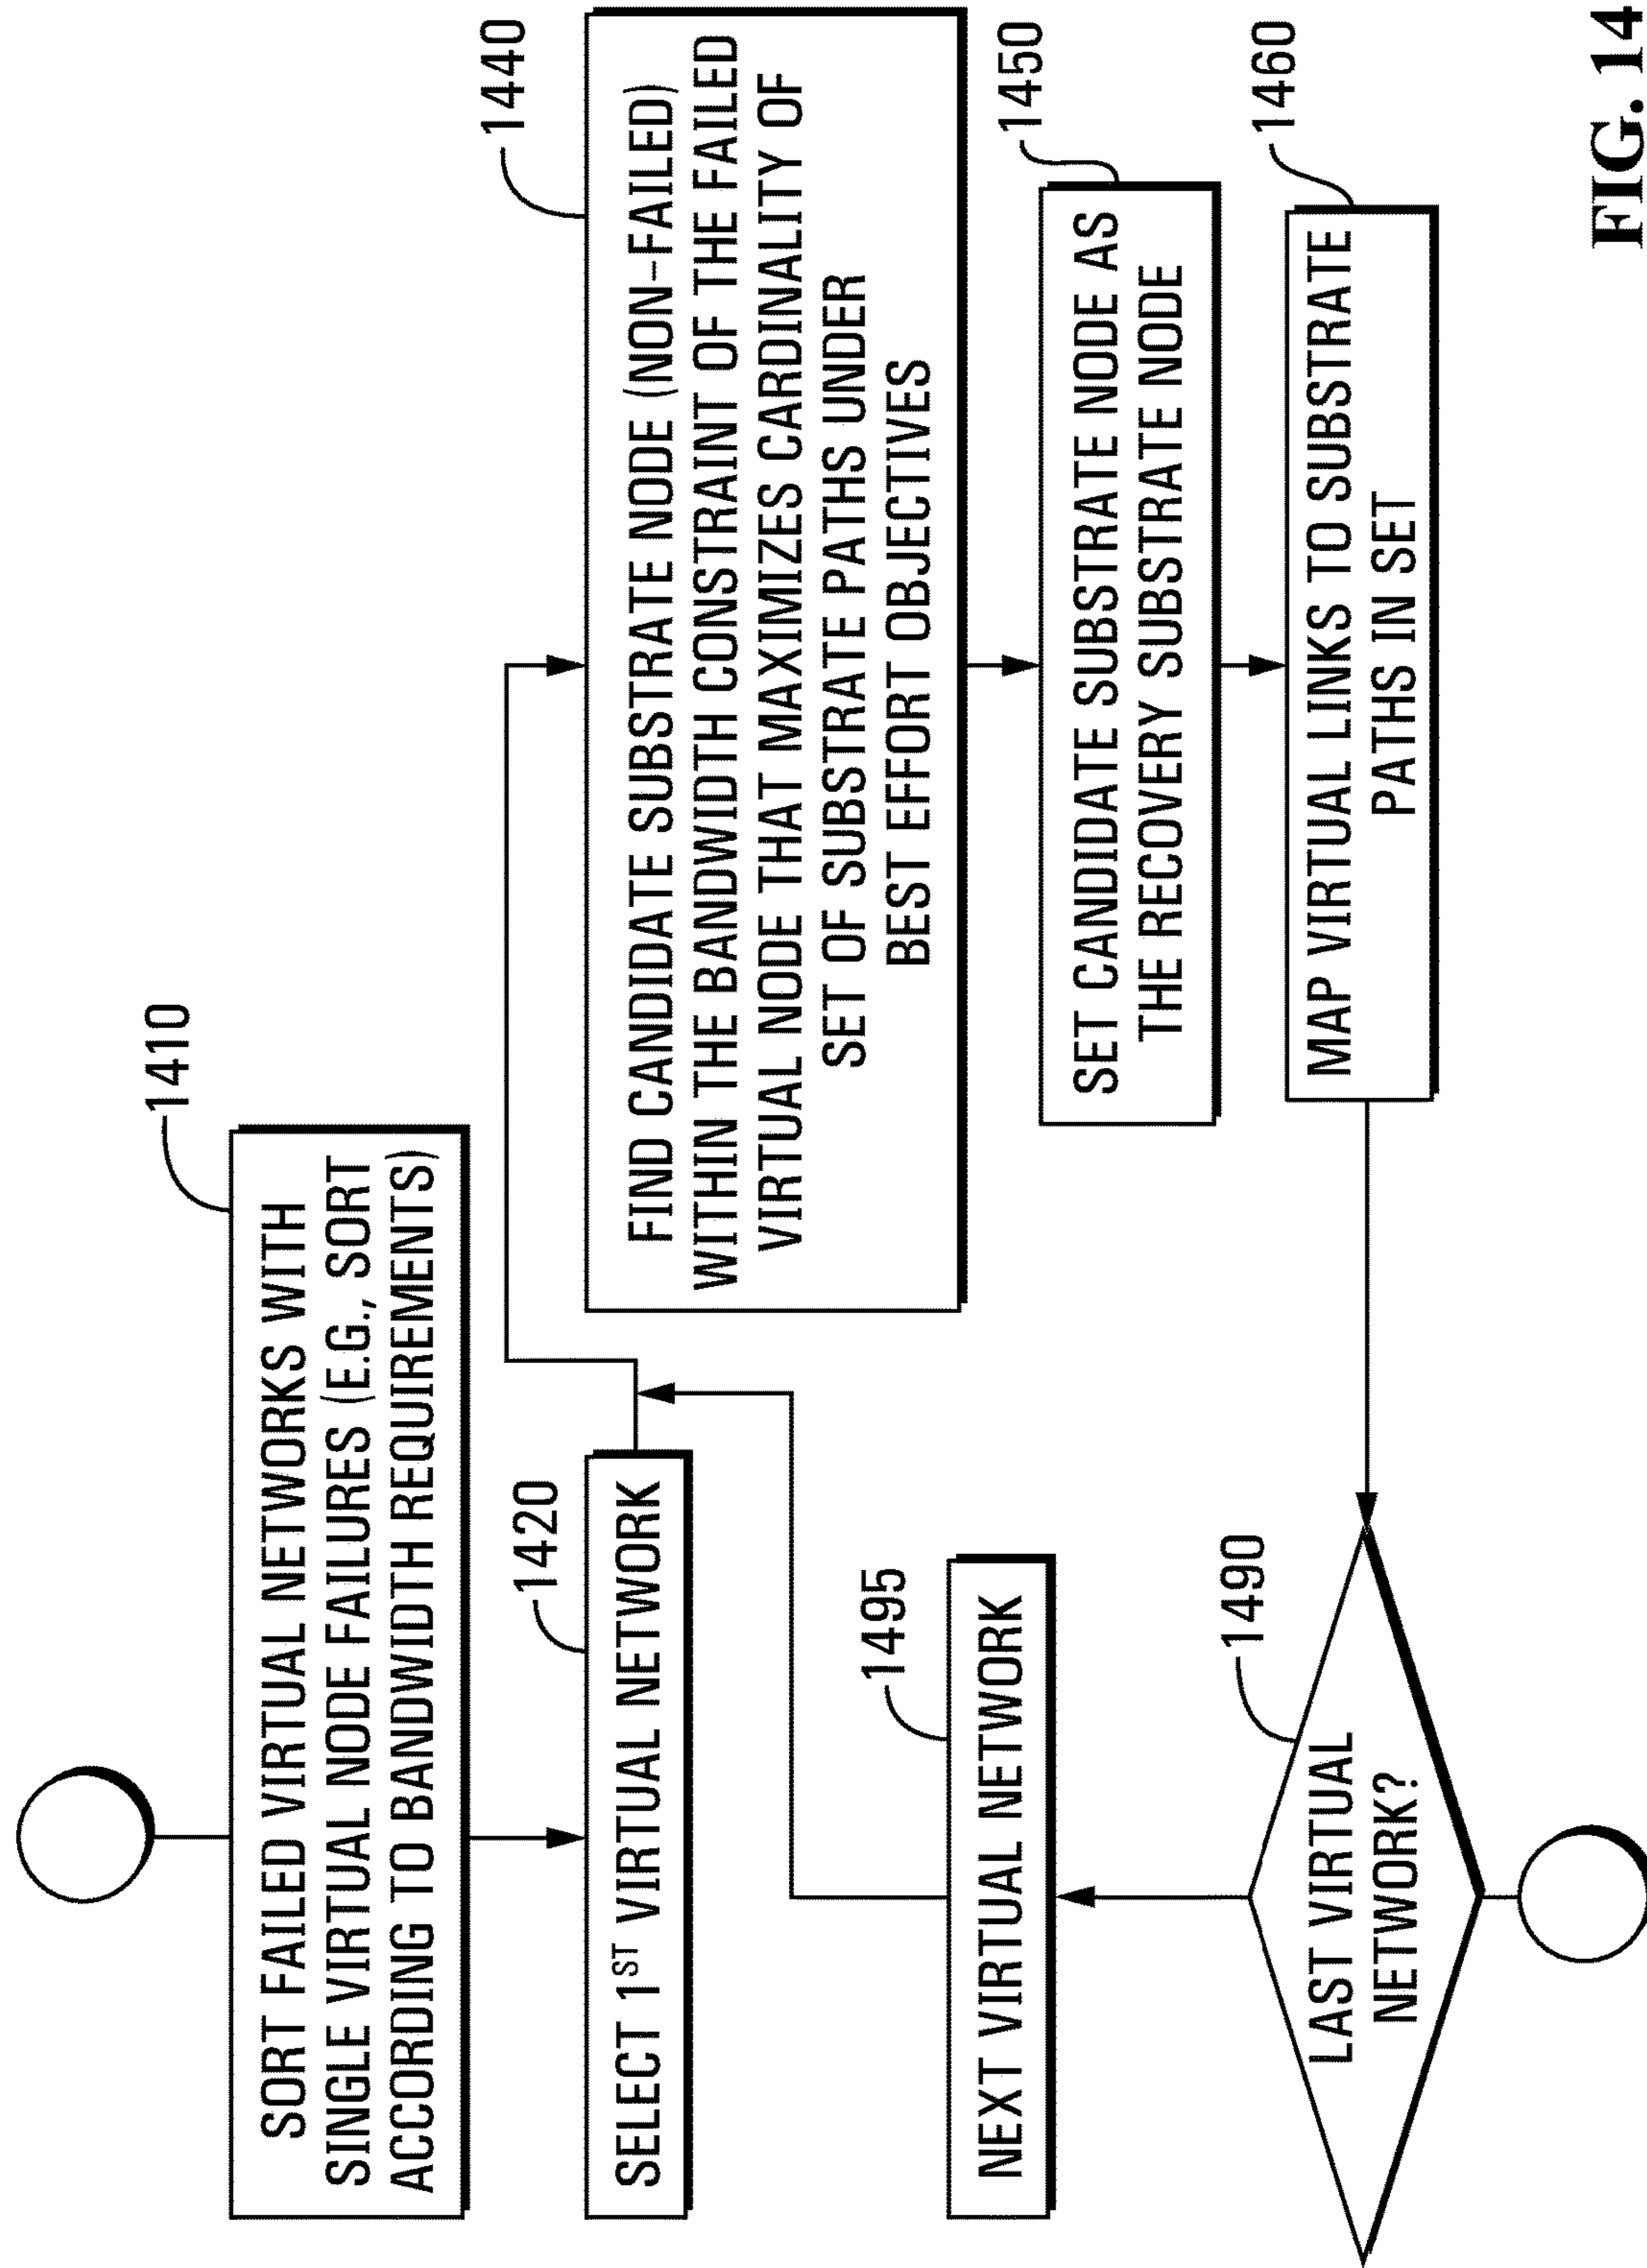 1410
SORT FAILED VIRTUAL NETWORKS WITH
SINGLE VIRTUAL NODE FAILURES (E.G., SORT
ACCORDING TO BANDWIDTH REQUIREMENTS)
1420
SELECT 1ST VIRTUAL NETWORK
1440
FIND CANDIDATE SUBSTRATE NODE (NON-FAILED)
WITHIN THE BANDWIDTH CONSTRAINT OF THE FAILED
VIRTUAL NODE THAT MAXIMIZES CARDINALITY OF
SET OF SUBSTRATE PATHS UNDER
BEST EFFORT OBJECTIVES
1450
SET CANDIDATE SUBSTRATE NODE AS
THE RECOVERY SUBSTRATE NODE
1460
MAP VIRTUAL LINKS TO SUBSTRATE
PATHS IN SET
1490
LAST VIRTUAL
NETWORK?
1495
NEXT VIRTUAL NETWORK
FIG. 14